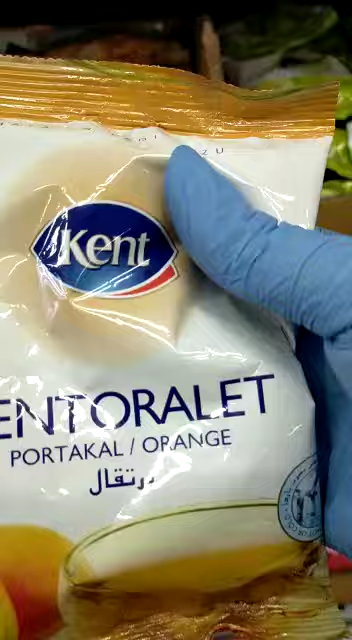 Kent
ENTORALET
PORTAKAL / ORANGE
برتقال